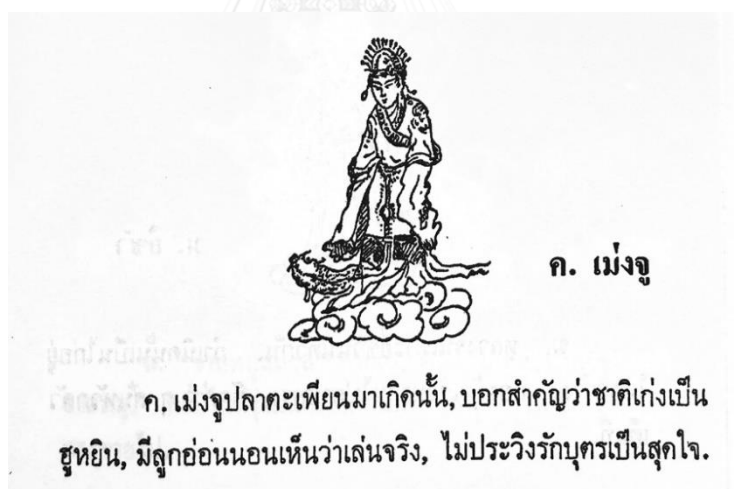 ค. เม่งจู
ค. เม่งจูปลาตะเพียนมาเกิดนั้น, บอกสำคัญว่าชาติเก่งเป็น
ฮูหยิน, มีลูกอ่อนนอนเห็นว่าเล่นจริง, ไม่ประวิงรักบุตรเป็นสุดใจ.